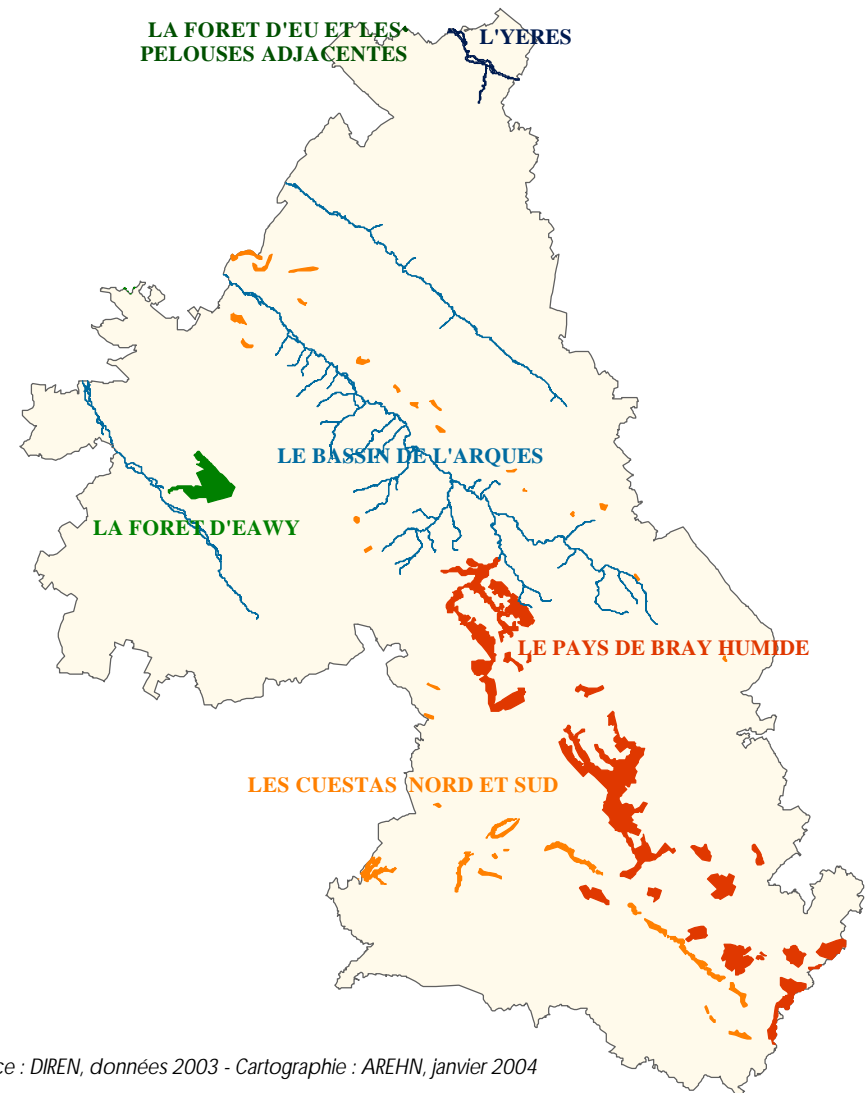 LA FORET D'EU ET LES
PELOUSES ADJACENTES
L'YERES
LE BASSIN DE L'ARQUES
LA FORET D'EAWY
LE PAYS DE BRAY HUMIDE
LES CUESTAS NORD ET SUD
ce : DIREN, données 2003 - Cartographie : AREHN, janvier 2004